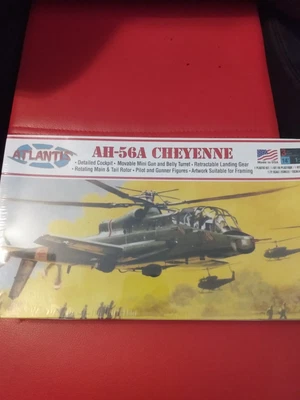 ATLANTIS
AH-56A CHEYENNE
• Detailed Cockpit • Movable Mini Gun and Belly Turret • Retractable Landing Gear
• Rotating Main & Tail Rotor • Pilot and Gunner Figures • Artwork Suitable for Framing